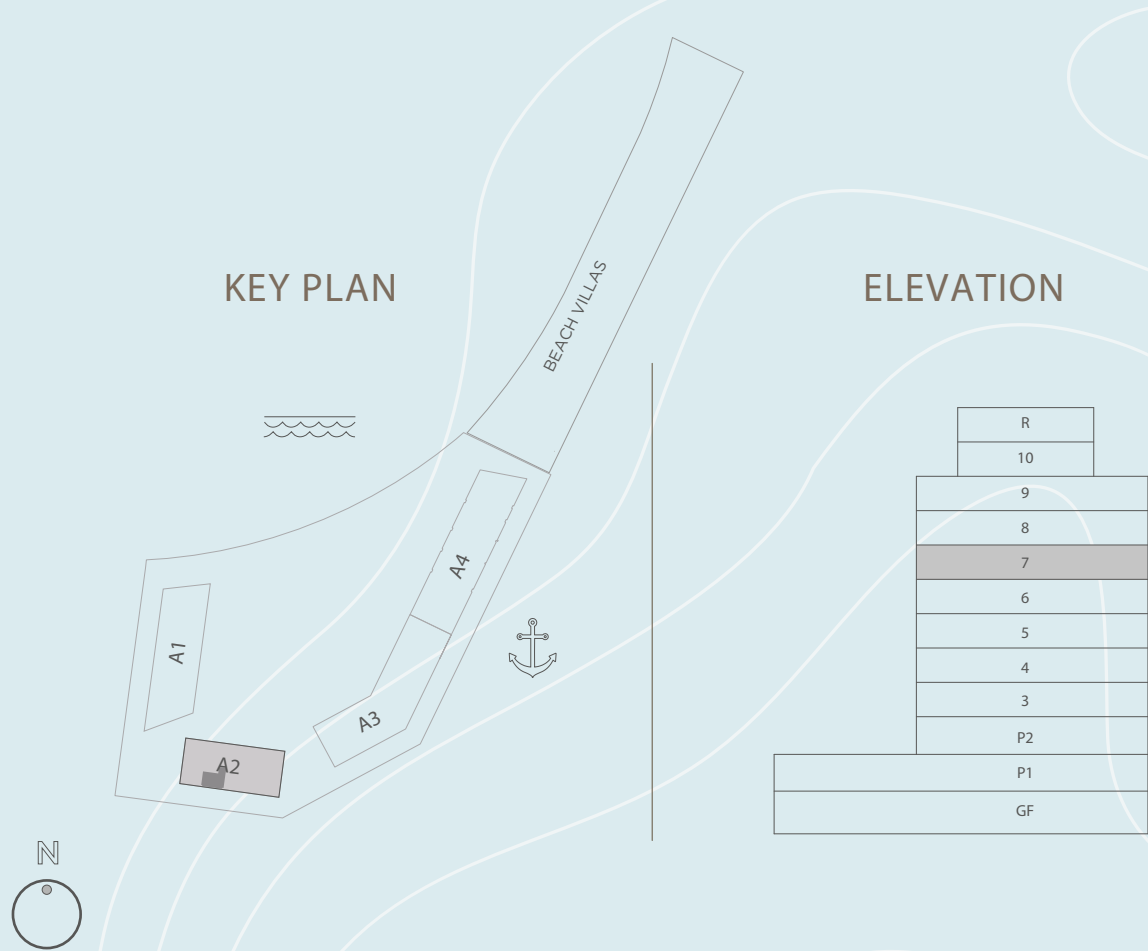 KEY PLAN
BEACH VILLAS
A4
A1
A3
A2
N
ELEVATION
R
10
9
8
7
6
5
4
3
P2
P1
GF